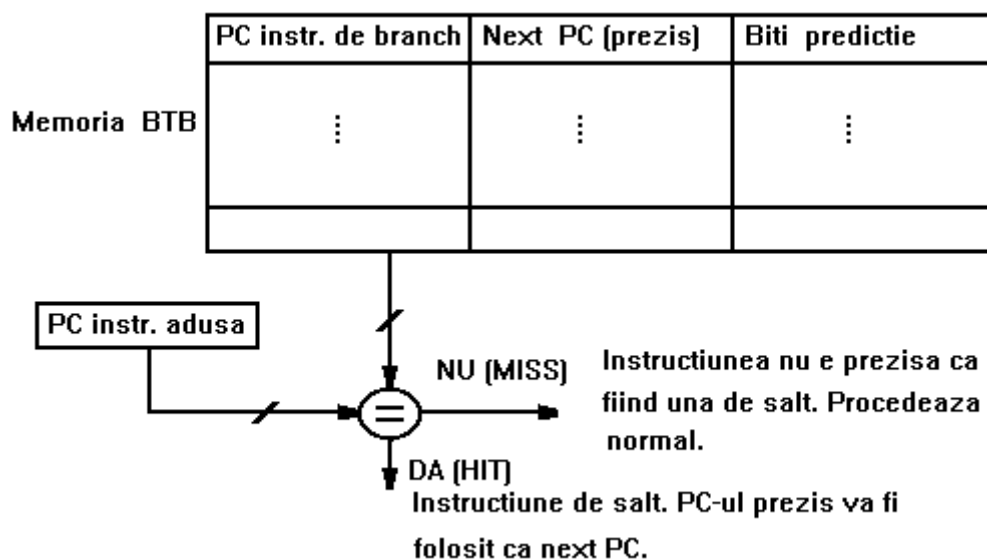 PC instr. de branch
Next PC (prezis)
Biti predictie
Memoria BTB
PC instr. adusa
NU (MISS)
Instructiunea nu e prezisa ca
fiind una de salt. Procedeaza
normal.
=
DA (HIT)
Instructiune de salt. PC-ul prezis va fi
folosit ca next PC.